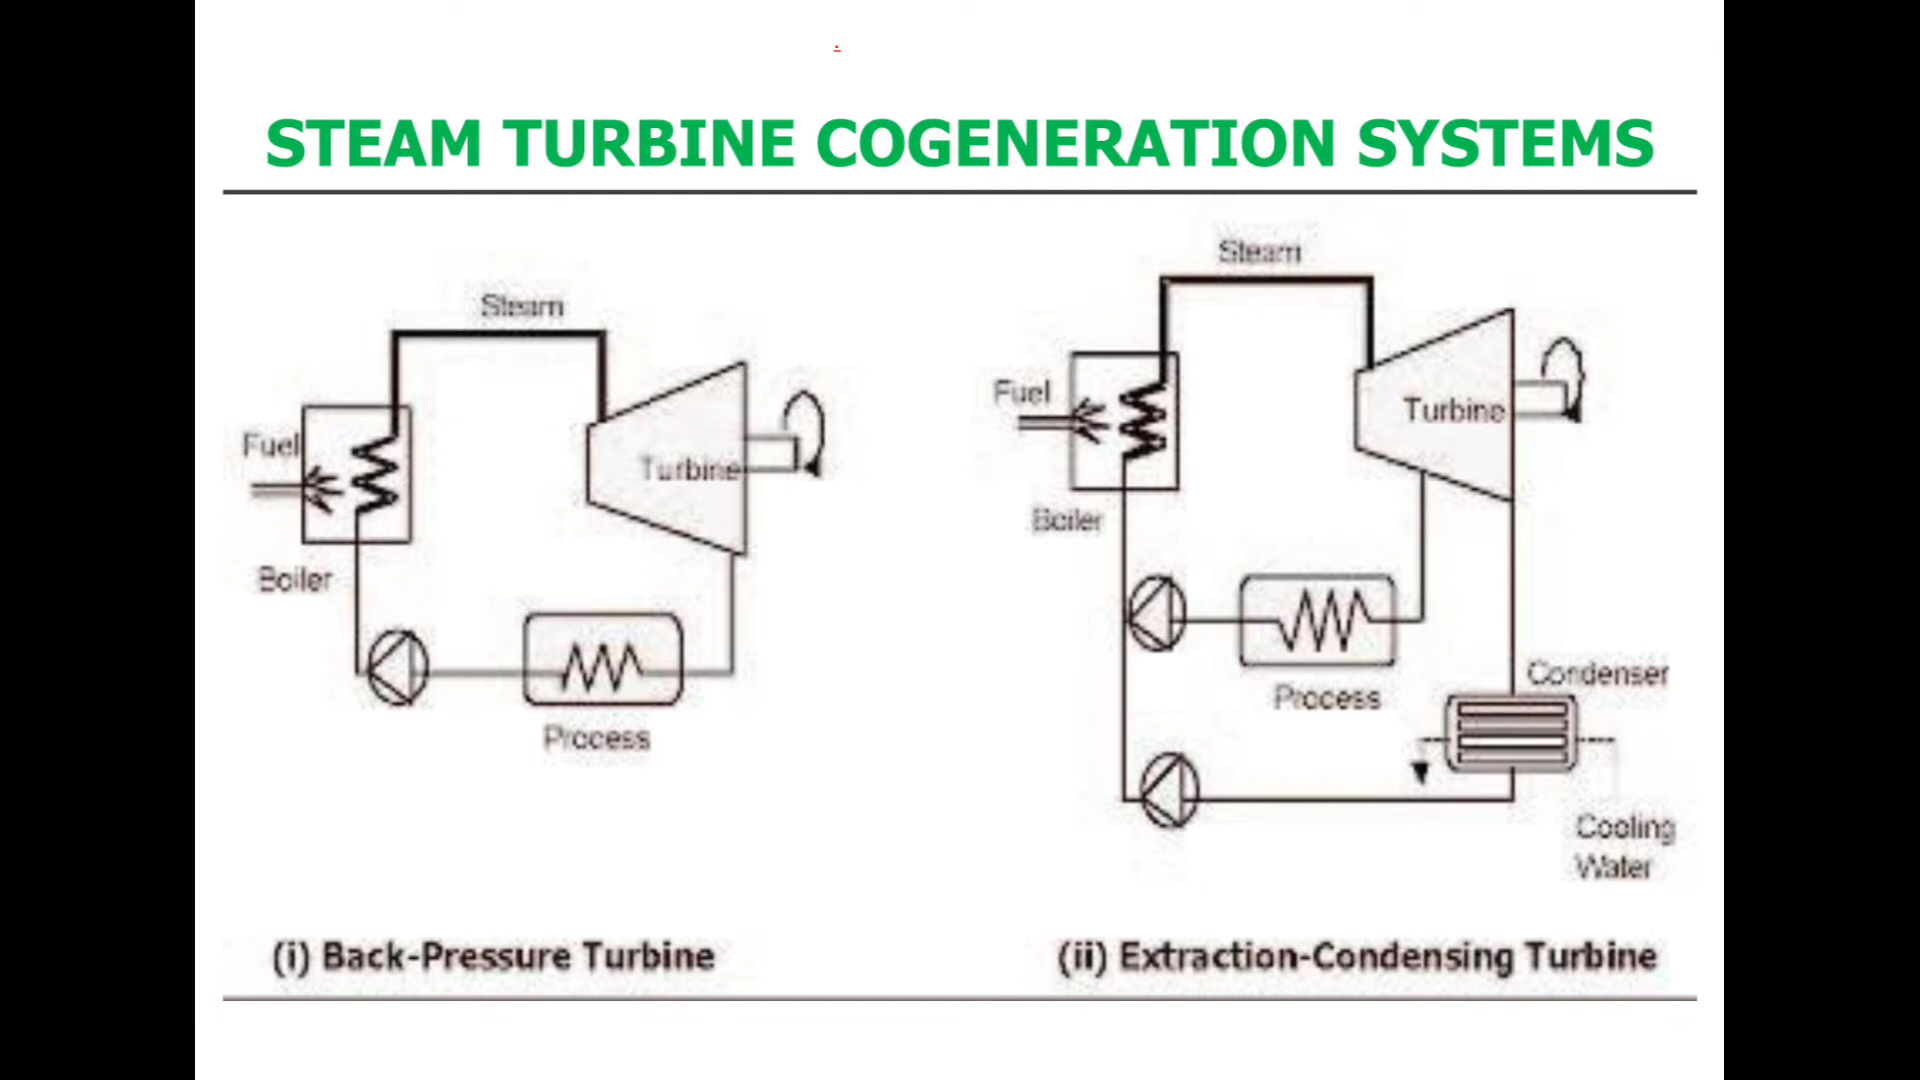 STEAM TURBINE COGENERATION SYSTEMS
Steam
Fuel
Turbine
Boiler
Process
(i) Back-Pressure Turbine
Steam
Fuel
Turbine
Boiler
Process
Condenser
Cooling
Water
(ii) Extraction-Condensing Turbine